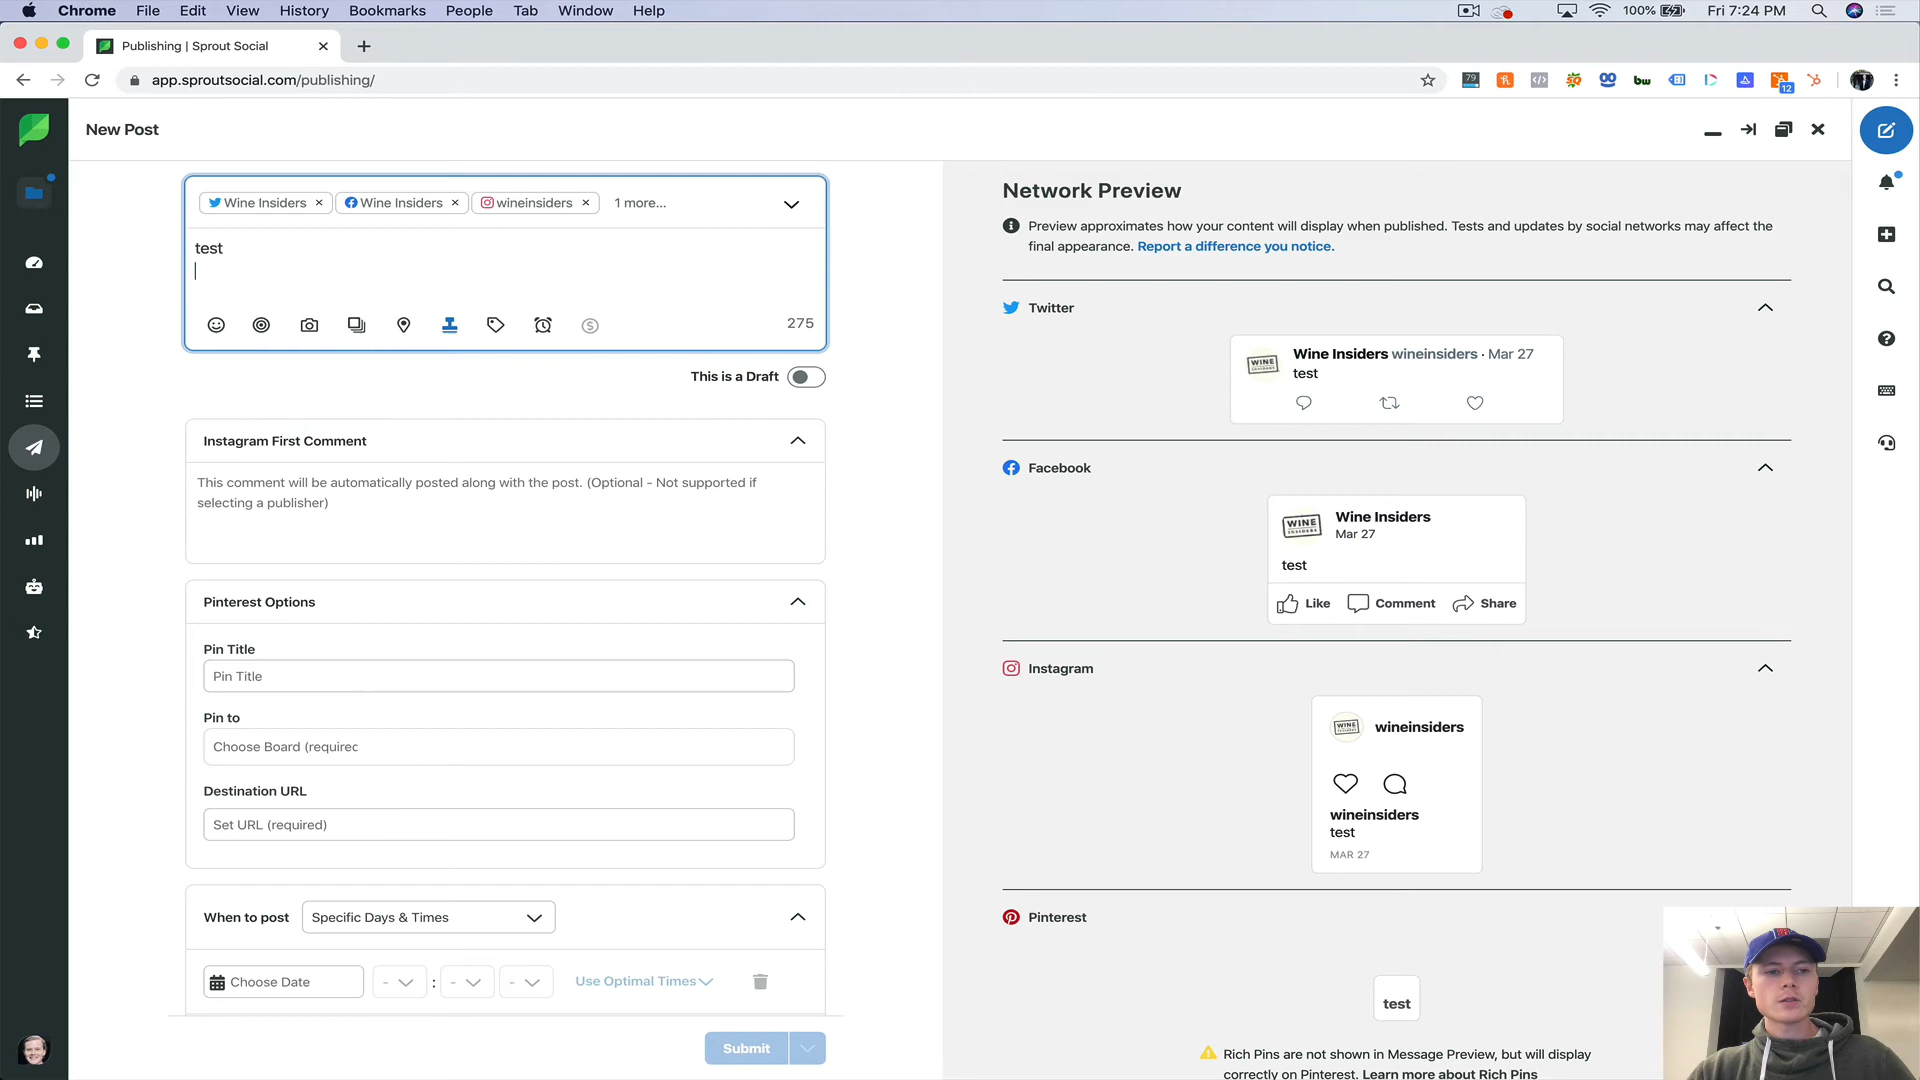 Chrome File Edit View History Bookmarks People Tab Window Help 100% Fri 7:24 PM
Publishing | Sprout Social
app.sproutsocial.com/publishing/
79 bw 12
New Post
Wine Insiders Wine Insiders wineinsiders 1 more...
test
275
This is a Draft
Instagram First Comment
This comment will be automatically posted along with the post. (Optional - Not supported if
selecting a publisher)
Pinterest Options
Pin Title
Pin Title
Pin to
Choose Board (requirec
Destination URL
Set URL (required)
When to post Specific Days & Times
Choose Date - : - - Use Optimal Times
Submit
Network Preview
Preview approximates how your content will display when published. Tests and updates by social networks may affect the
final appearance. Report a difference you notice.
Twitter
WINE
Wine Insiders wineinsiders · Mar 27
test
Facebook
WINE
Wine Insiders
Mar 27
test
Like Comment Share
Instagram
WINE
wineinsiders
wineinsiders
test
MAR 27
Pinterest
test
Rich Pins are not shown in Message Preview, but will display
correctly on Pinterest. Learn more about Rich Pins